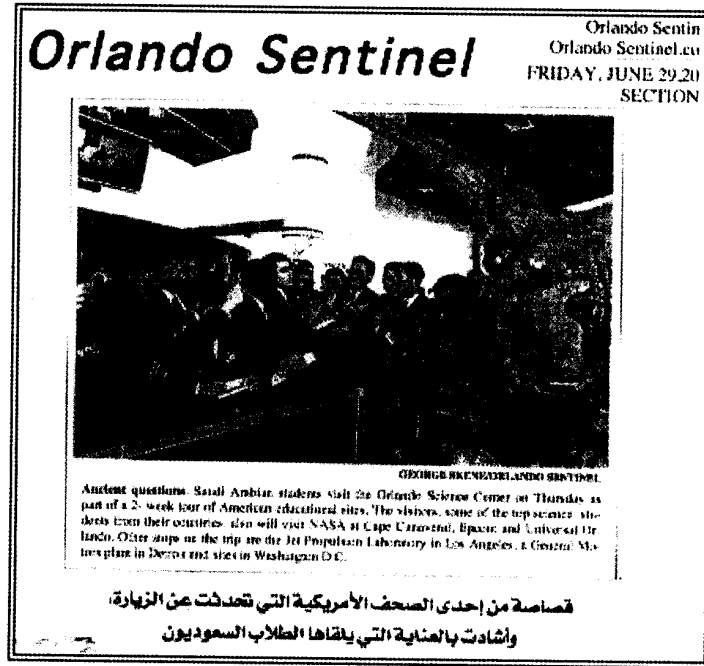 Orlando Sentinel
Orlando Sentin
Orlando Sentinel.co
FRIDAY, JUNE 29,20
SECTION
GEORGE SKENE/ORLANDO SENTINEL
Ancient questions. Saudi Arabian students visit the Orlando Science Center on Thursday as
part of a 2- week tour of American educational sites. The visitors, some of the top science stu-
dents from their countries, also will visit NASA at Cape Canaveral, Epcot and Universal Or-
lando. Other stops on the trip are the Jet Propulsion Laboratory in Los Angeles, a General Mo-
tors plant in Detroit and sites in Washington D.C.
قصاصة من إحدى الصحف الأمريكية التي تحدثت عن الزيارة،
وأشادت بالعناية التي يلقاها الطلاب السعوديون